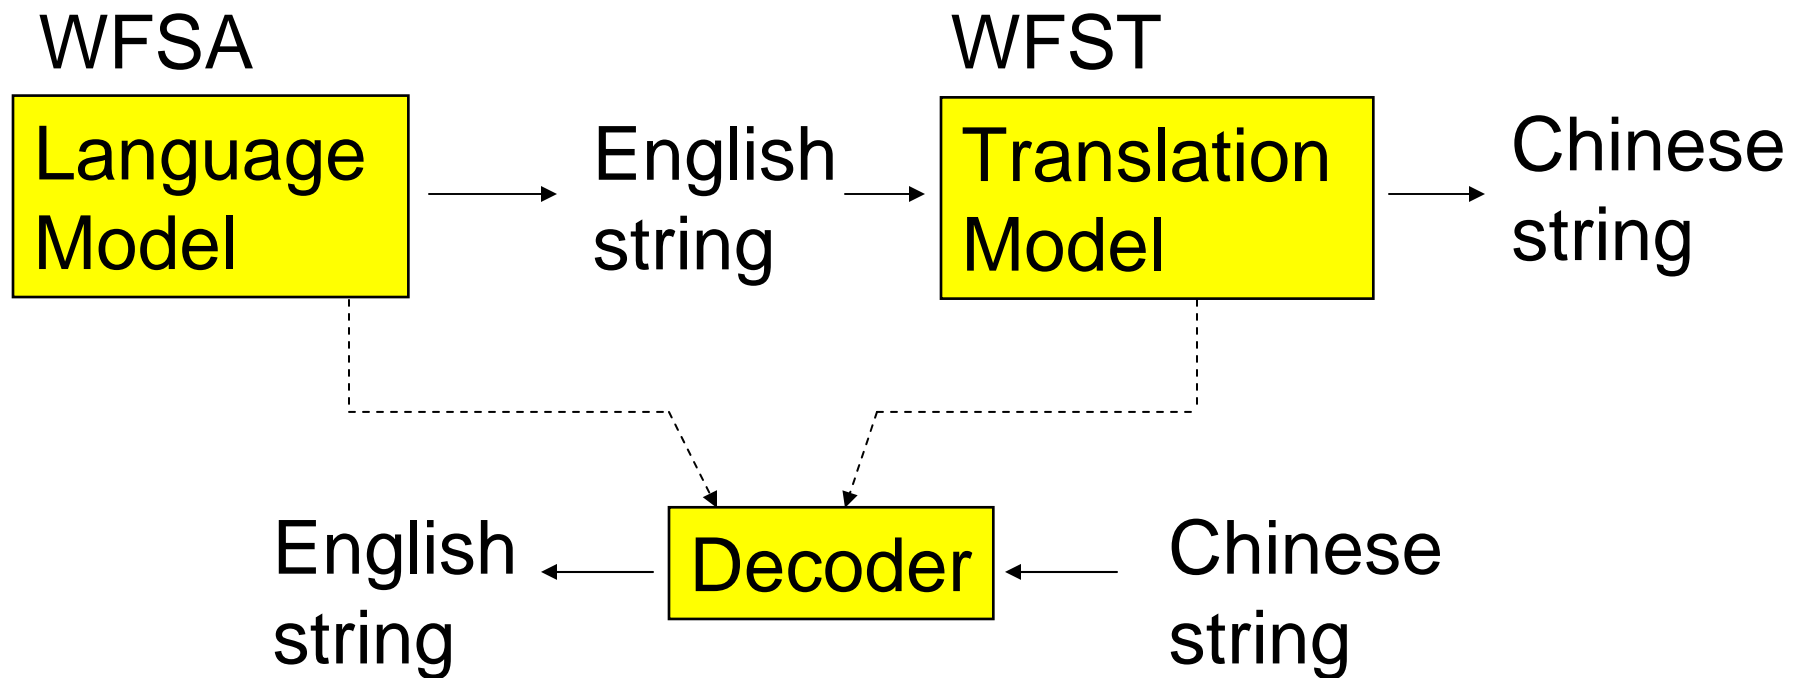 WFSA
WFST
Language
Model
English
string
Translation
Model
Chinese
string
English
string
Decoder
Chinese
string